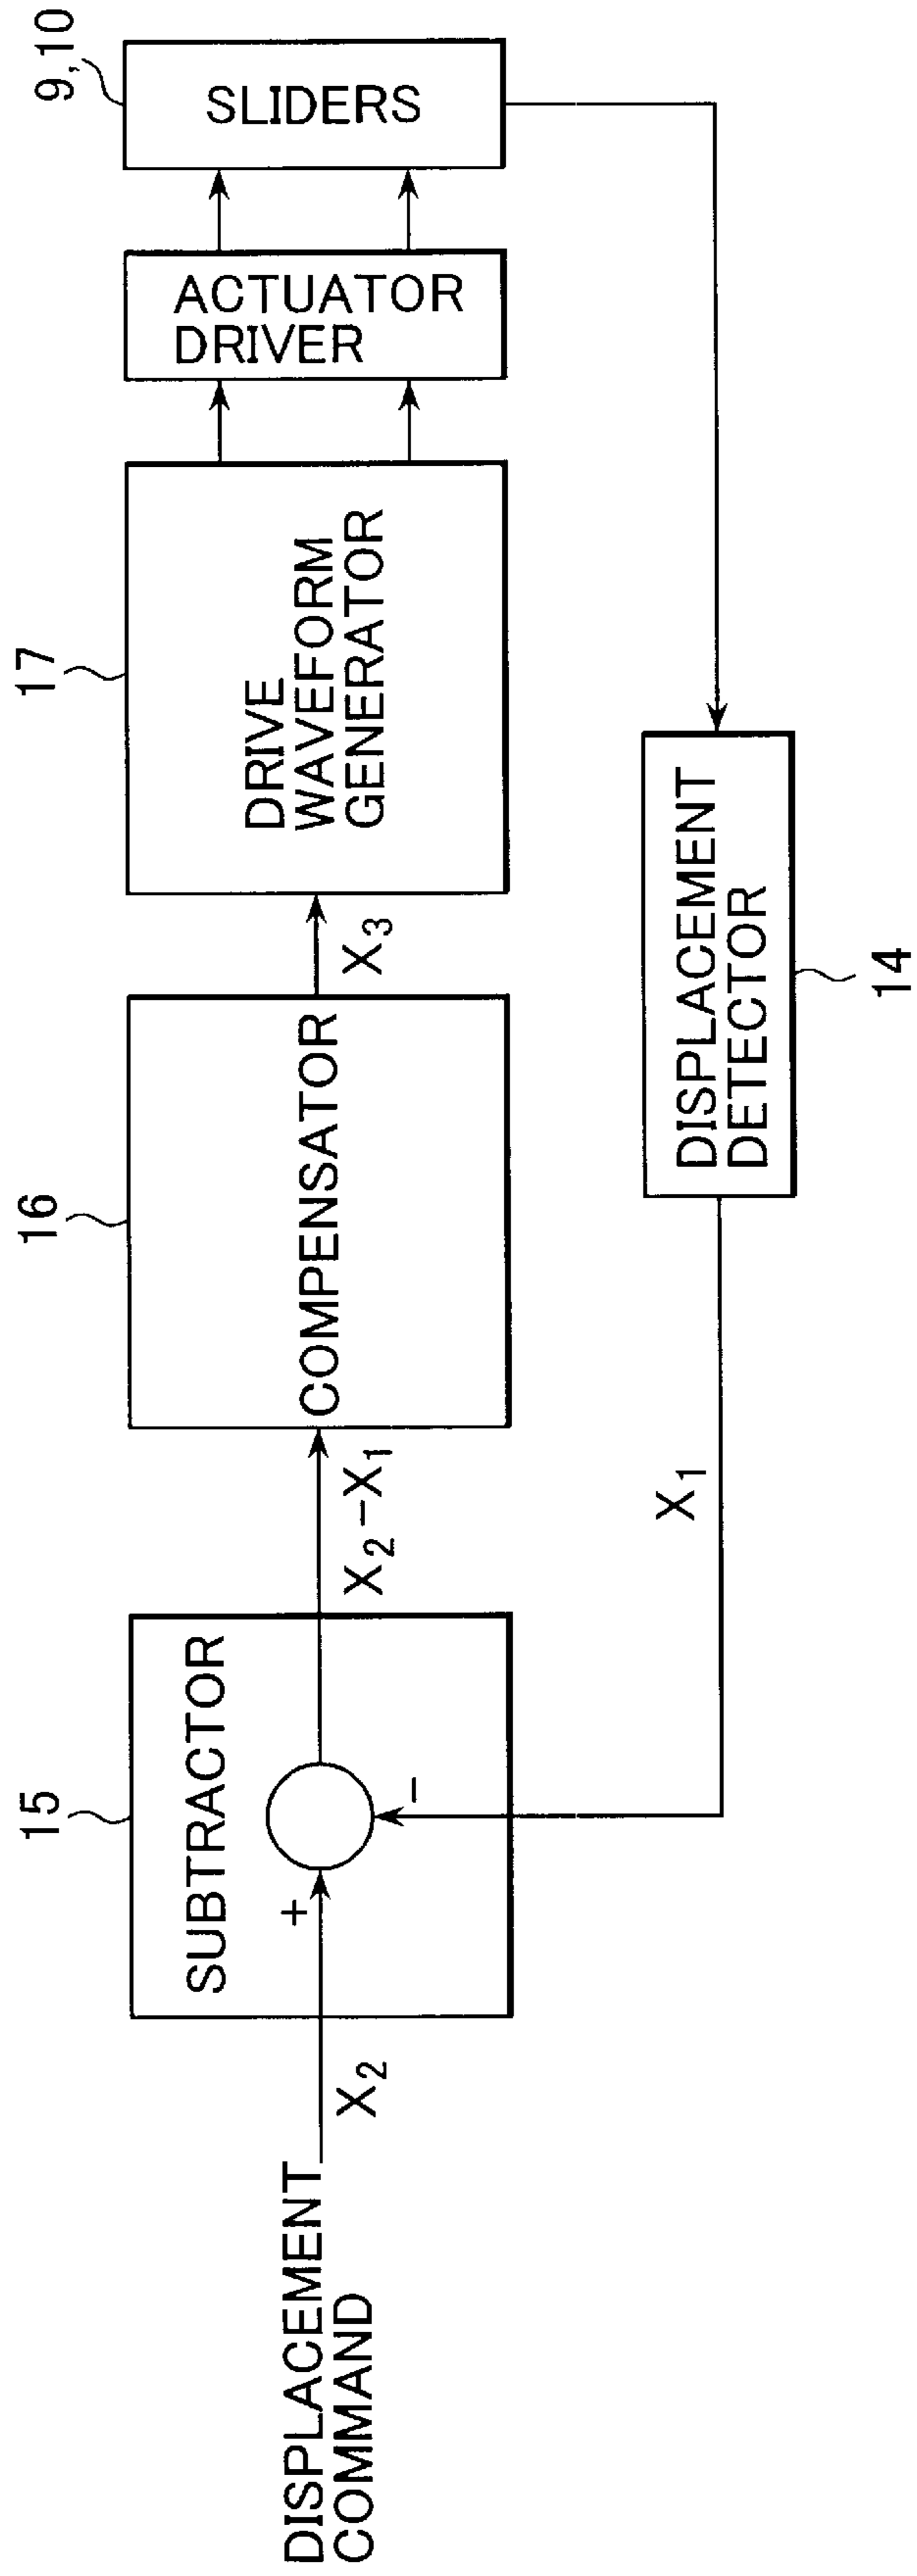 DISPLACEMENT
COMMAND
X2
15
SUBTRACTOR
+
−
X2−X1
16
COMPENSATOR
X3
17
DRIVE
WAVEFORM
GENERATOR
ACTUATOR
DRIVER
9,10
SLIDERS
X1
DISPLACEMENT
DETECTOR
14